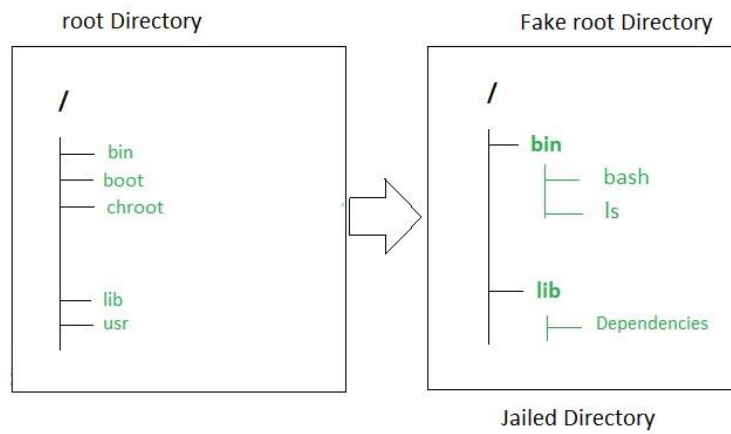 root Directory
/
bin
boot
chroot
lib
usr
Fake root Directory
/
bin
bash
ls
lib
Dependencies
Jailed Directory